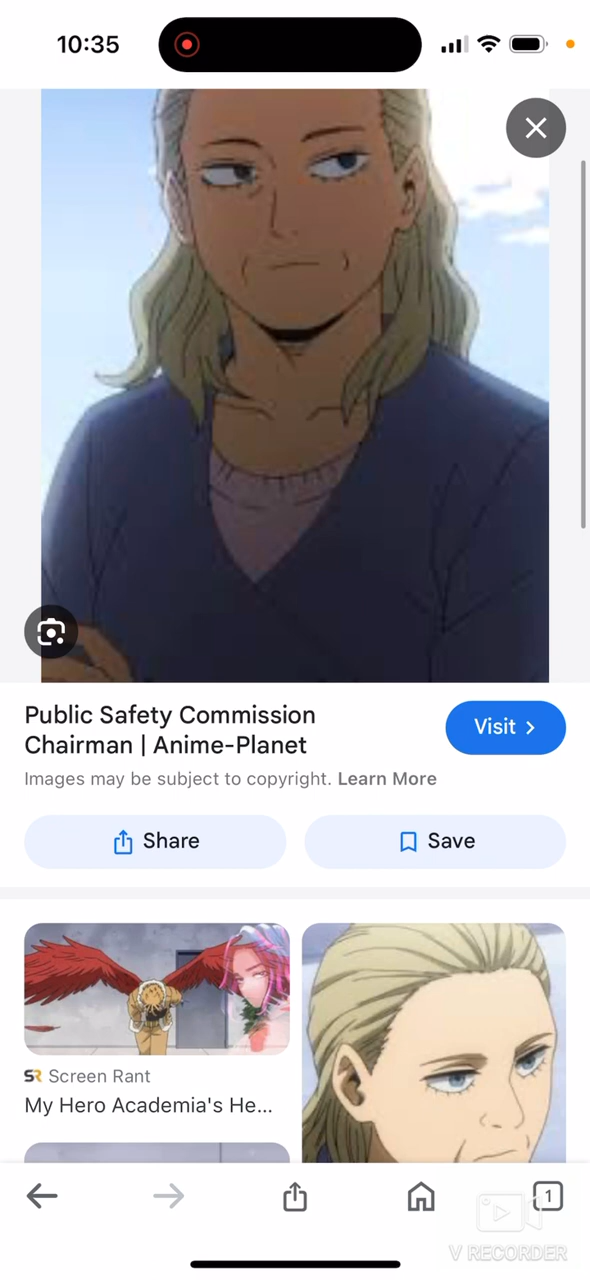 10:35
Public Safety Commission
Chairman | Anime-Planet
Visit
Images may be subject to copyright. Learn More
Share
Save
SR Screen Rant
My Hero Academia's He...
1
V RECORDER